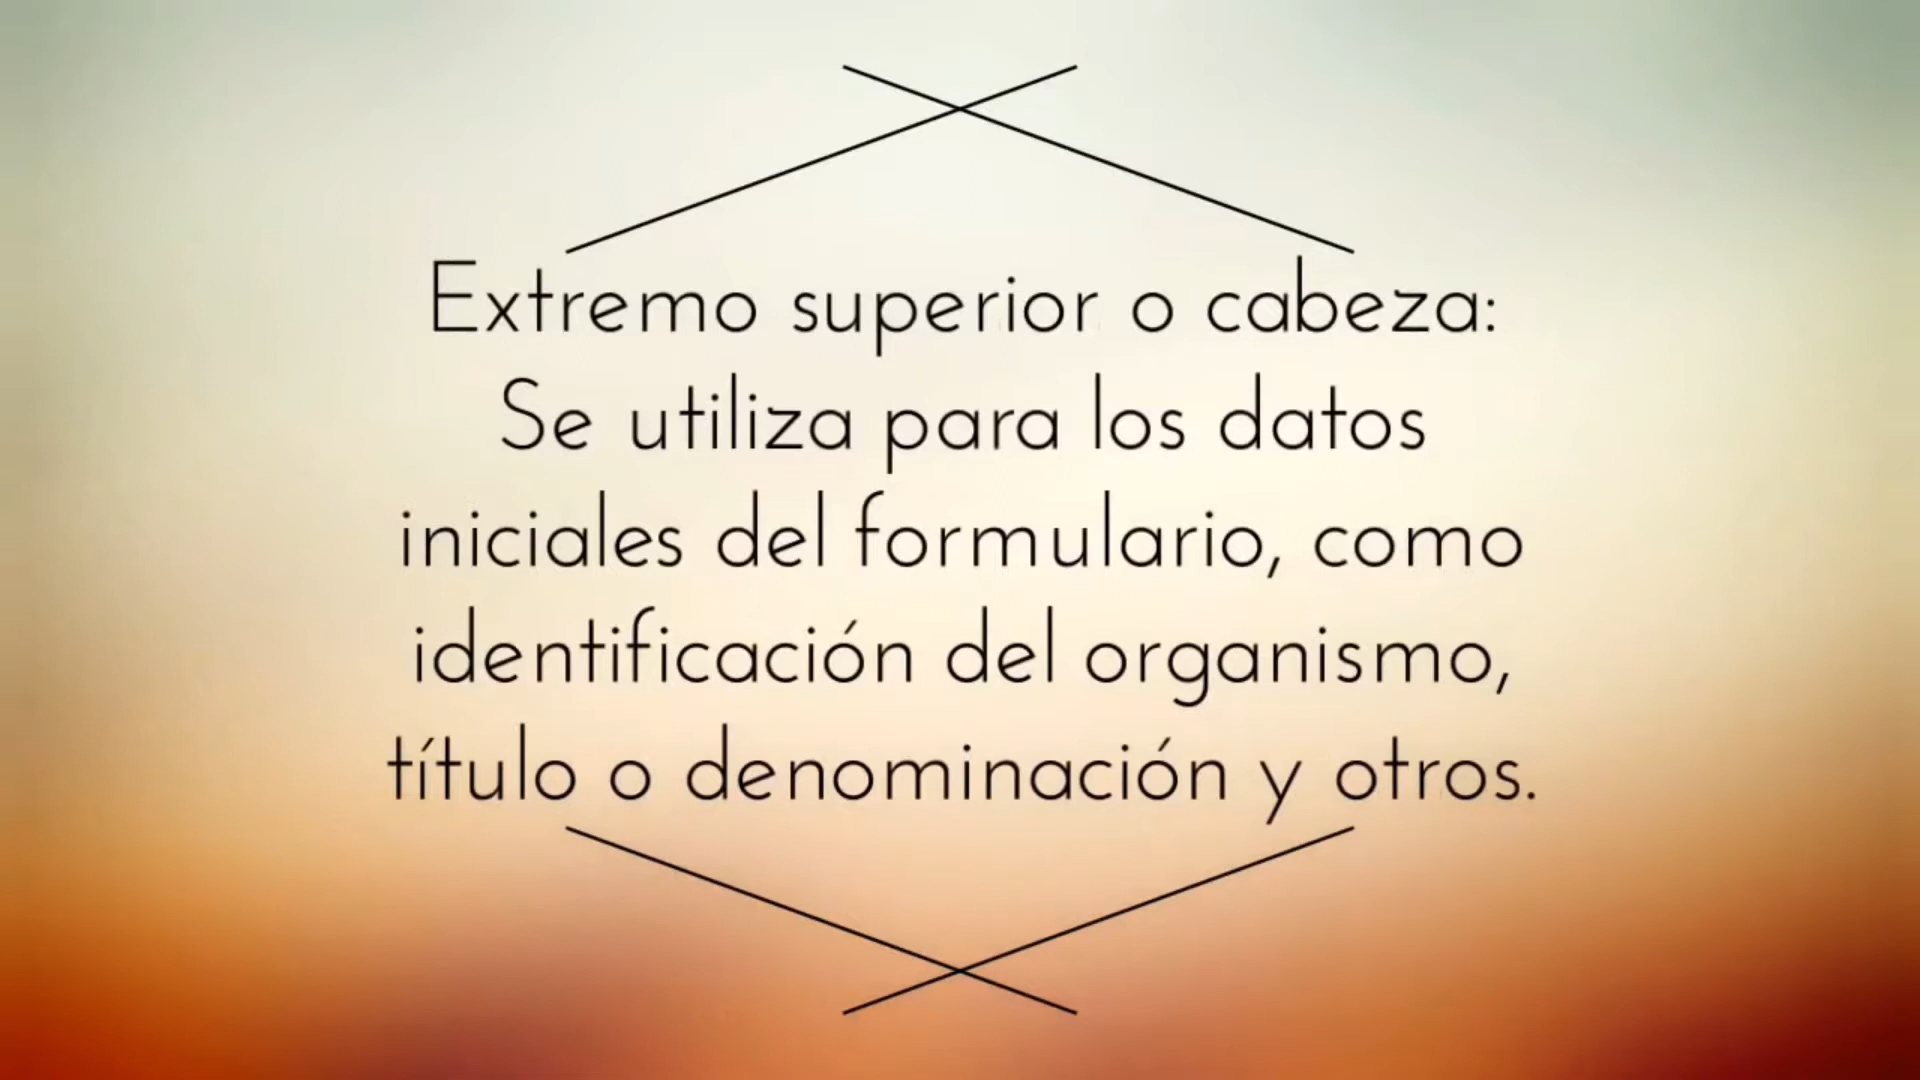 Extremo superior o cabeza:
Se utiliza para los datos
iniciales del formulario, como
identificación del organismo,
título o denominación y otros.